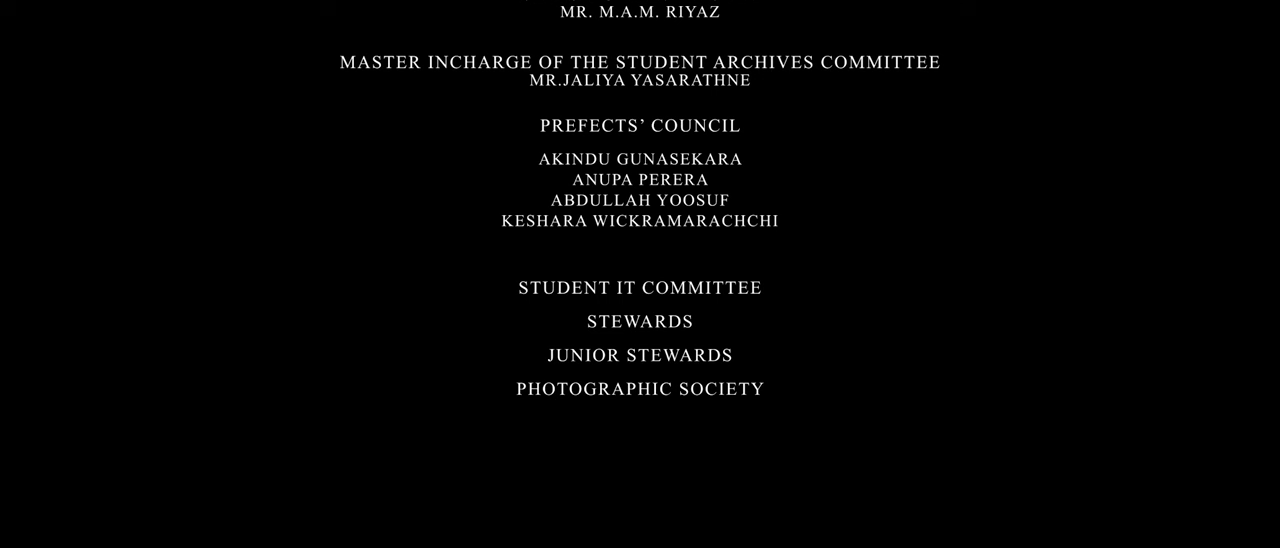 MR. M.A.M. RIYAZ
MASTER INCHARGE OF THE STUDENT ARCHIVES COMMITTEE
MR.JALIYA YASARATHNE
PREFECTS’ COUNCIL
AKINDU GUNASEKARA
ANUPA PERERA
ABDULLAH YOOSUF
KESHARA WICKRAMARACHCHI
STUDENT IT COMMITTEE
STEWARDS
JUNIOR STEWARDS
PHOTOGRAPHIC SOCIETY